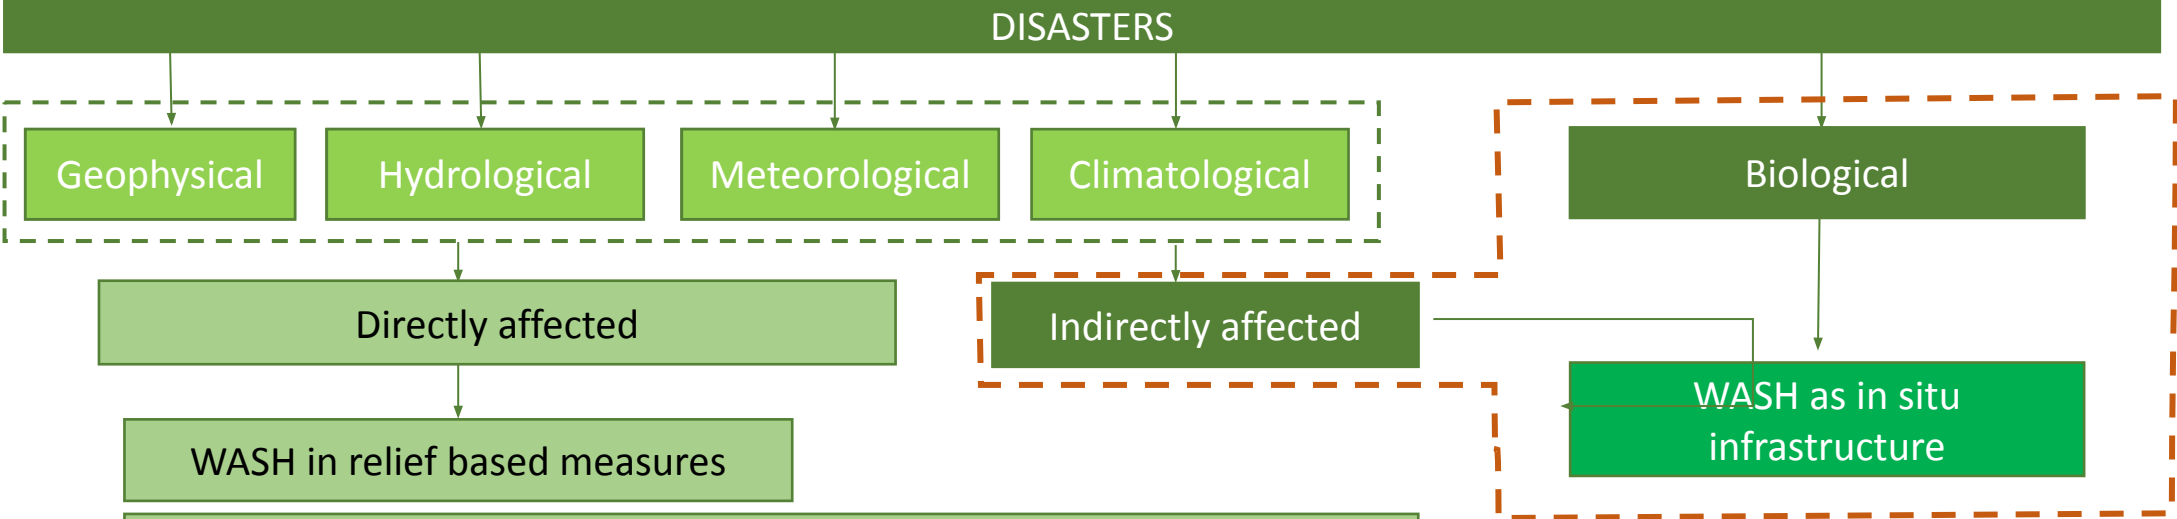 DISASTERS
Geophysical
Hydrological
Meteorological
Climatological
Biological
Directly affected
Indirectly affected
WASH as in situ
infrastructure
WASH in relief based measures